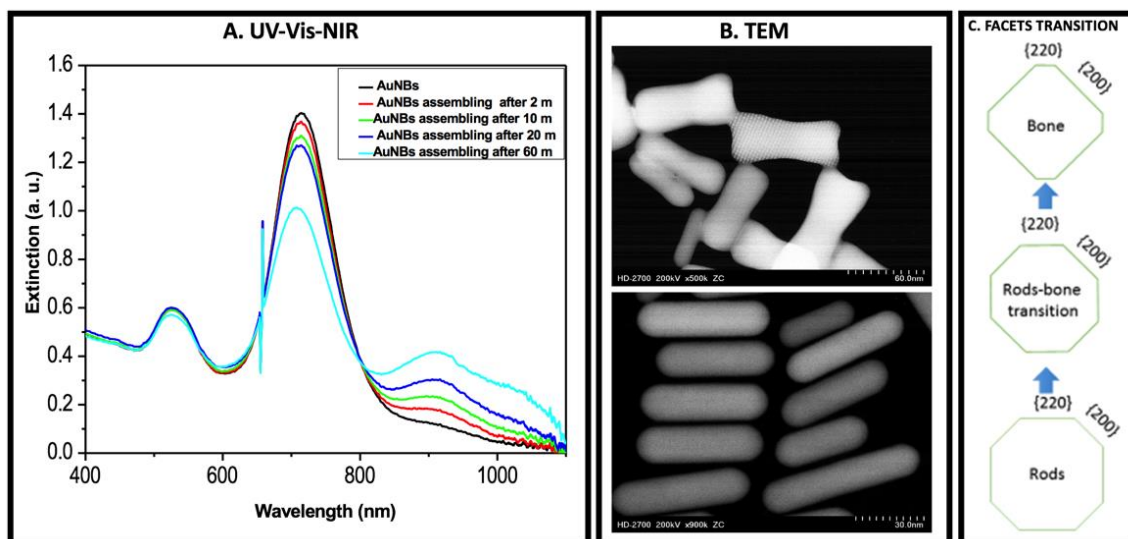 A. UV-Vis-NIR
1.6
1.4
1.2
1.0
0.8
0.6
0.4
0.2
0.0
Extinction (a. u.)
AuNBs
AuNBs assembling after 2 m
AuNBs assembling after 10 m
AuNBs assembling after 20 m
AuNBs assembling after 60 m
400
600
800
1000
Wavelength (nm)
B. TEM
HD-2700 200kV x500k ZC
60.0nm
HD-2700 200kV x900k ZC
30.0nm
C. FACETS TRANSITION
{220}
{200}
Bone
{220}
{200}
Rods-bone
transition
{220}
{200}
Rods